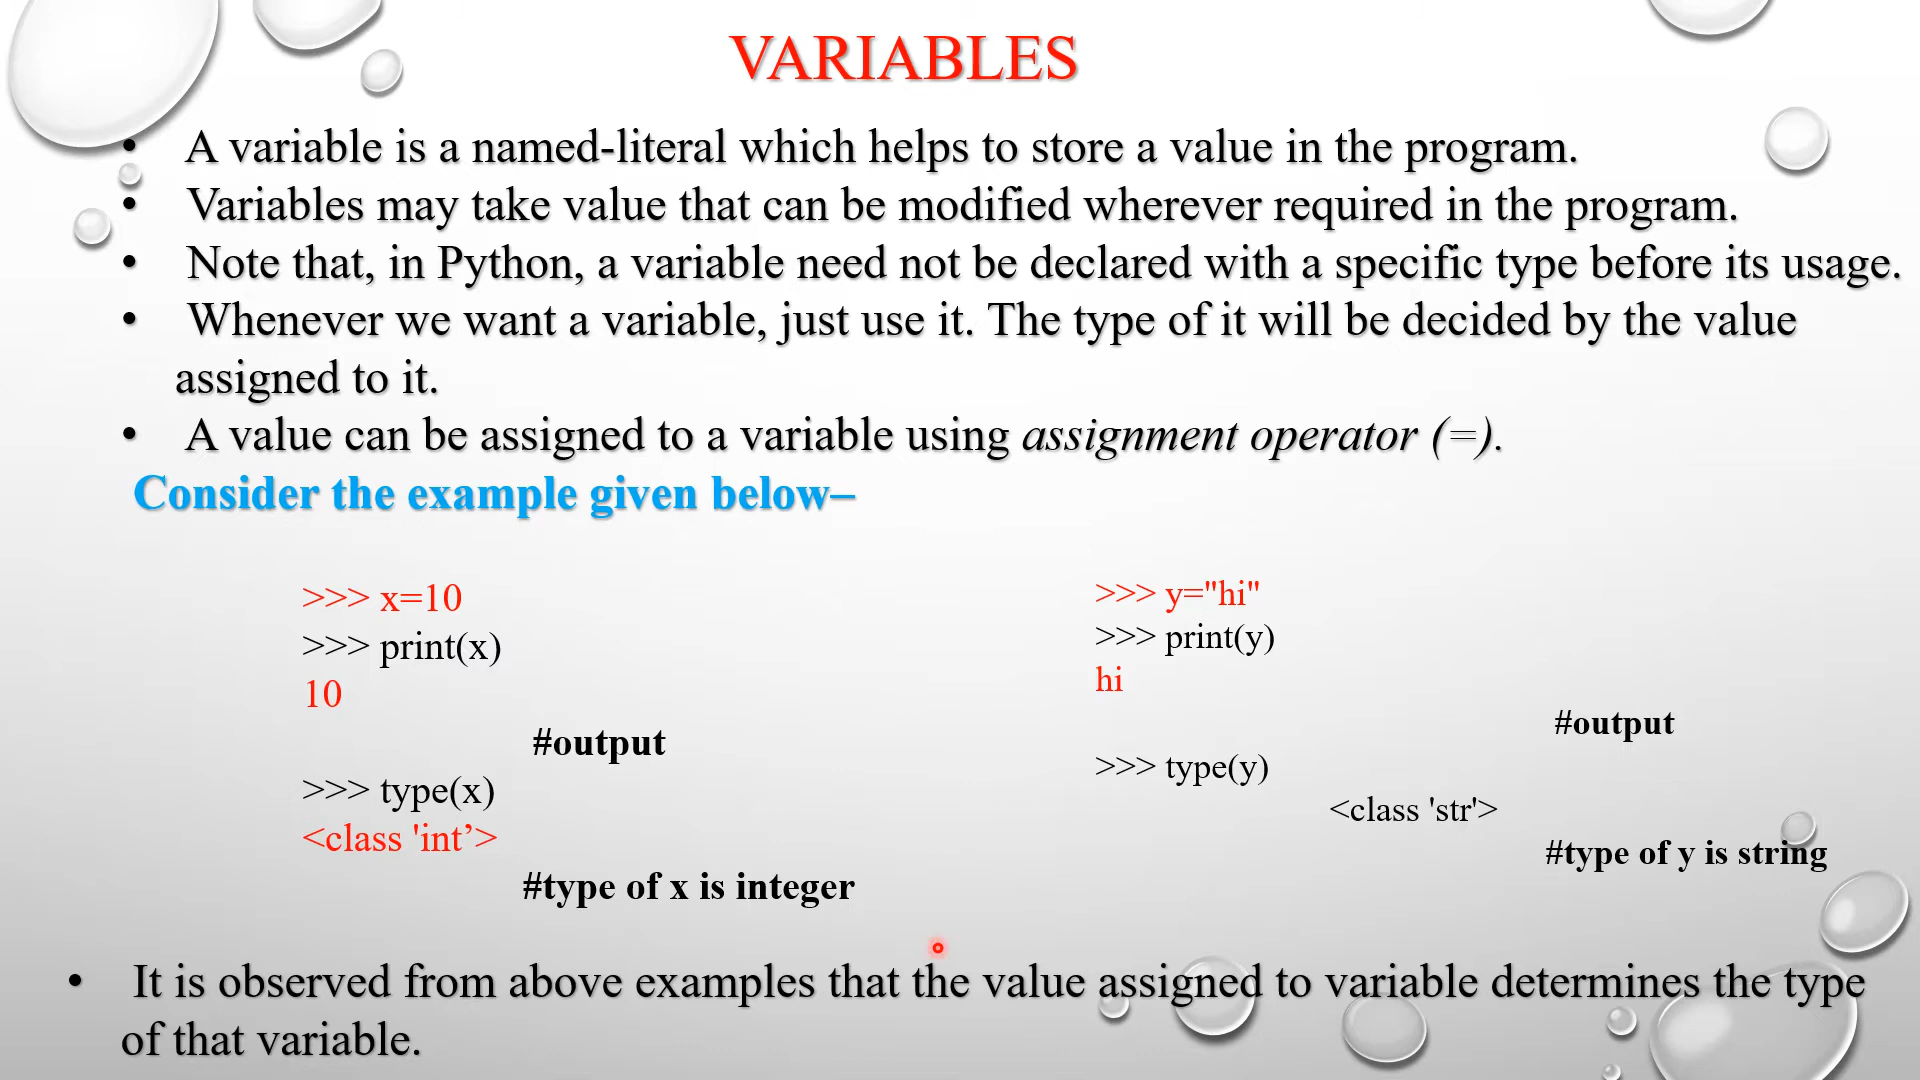 VARIABLES
• A variable is a named-literal which helps to store a value in the program.
• Variables may take value that can be modified wherever required in the program.
• Note that, in Python, a variable need not be declared with a specific type before its usage.
• Whenever we want a variable, just use it. The type of it will be decided by the value
assigned to it.
• A value can be assigned to a variable using assignment operator (=).
Consider the example given below–
>>> x=10
>>> print(x)
10
#output
>>> type(x)
<class 'int’>
#type of x is integer
>>> y="hi"
>>> print(y)
hi
#output
>>> type(y)
<class 'str'>
#type of y is string
• It is observed from above examples that the value assigned to variable determines the type
of that variable.